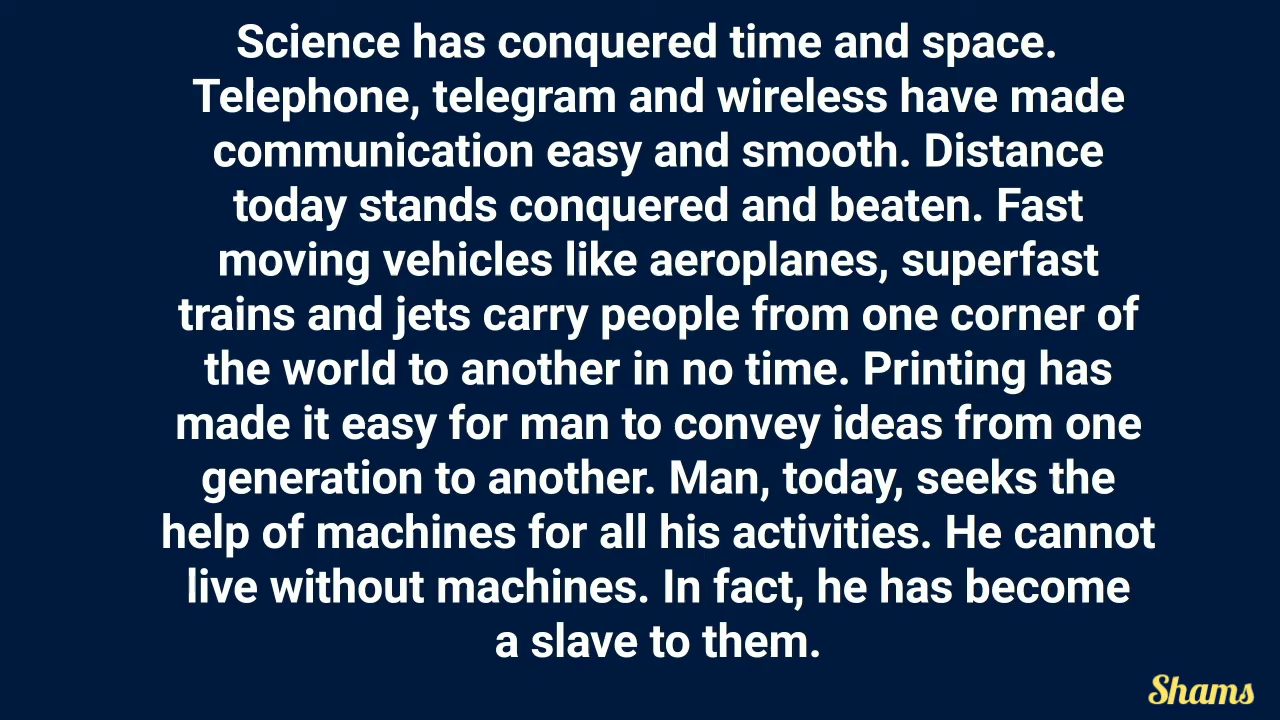 Science has conquered time and space.
Telephone, telegram and wireless have made
communication easy and smooth. Distance
today stands conquered and beaten. Fast
moving vehicles like aeroplanes, superfast
trains and jets carry people from one corner of
the world to another in no time. Printing has
made it easy for man to convey ideas from one
generation to another. Man, today, seeks the
help of machines for all his activities. He cannot
live without machines. In fact, he has become
a slave to them.
Shams